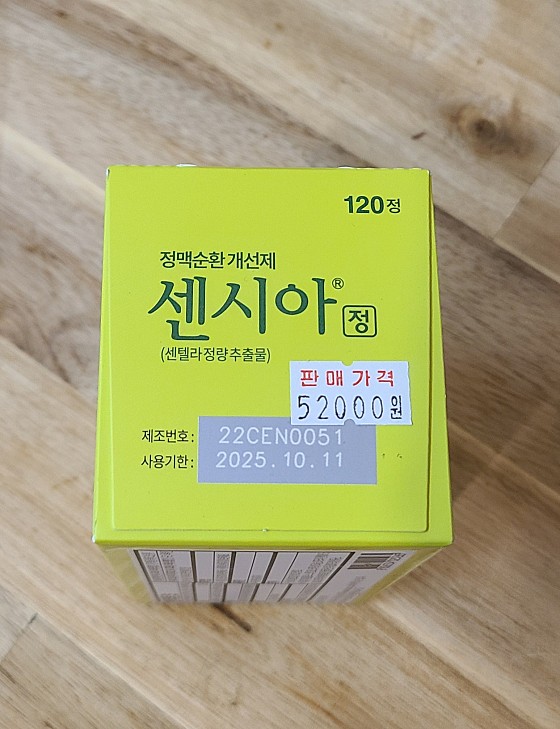 120정
정맥순환 개선제
센시아® 정
(센텔라정량추출물)
판매가격
52000원
제조번호: 22CEN0051
사용기한: 2025.10.11